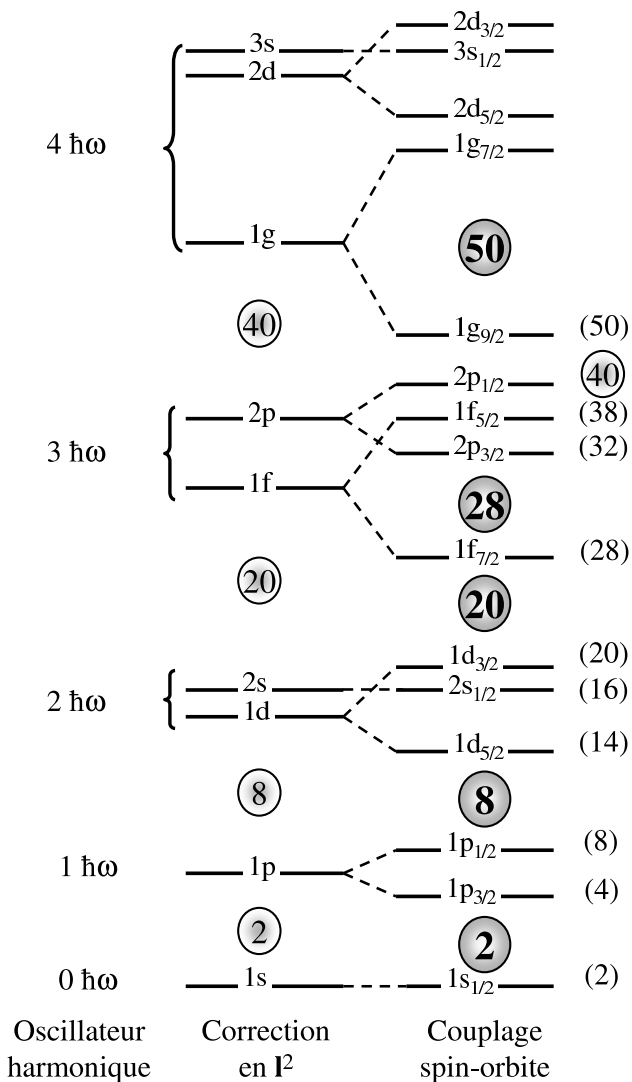 2d3/2
3s 3s1/2
2d
2d5/2
4 ħω 1g7/2
1g 50
40 1g9/2 (50)
2p1/2 40
2p 1f5/2 (38)
3 ħω 2p3/2 (32)
1f 28
1f7/2 (28)
20 20
1d3/2 (20)
2 ħω 2s 2s1/2 (16)
1d
1d5/2 (14)
8 8
1p1/2 (8)
1 ħω 1p
1p3/2 (4)
2 2
0 ħω 1s 1s1/2 (2)
Oscillateur
harmonique
Correction
en l²
Couplage
spin-orbite